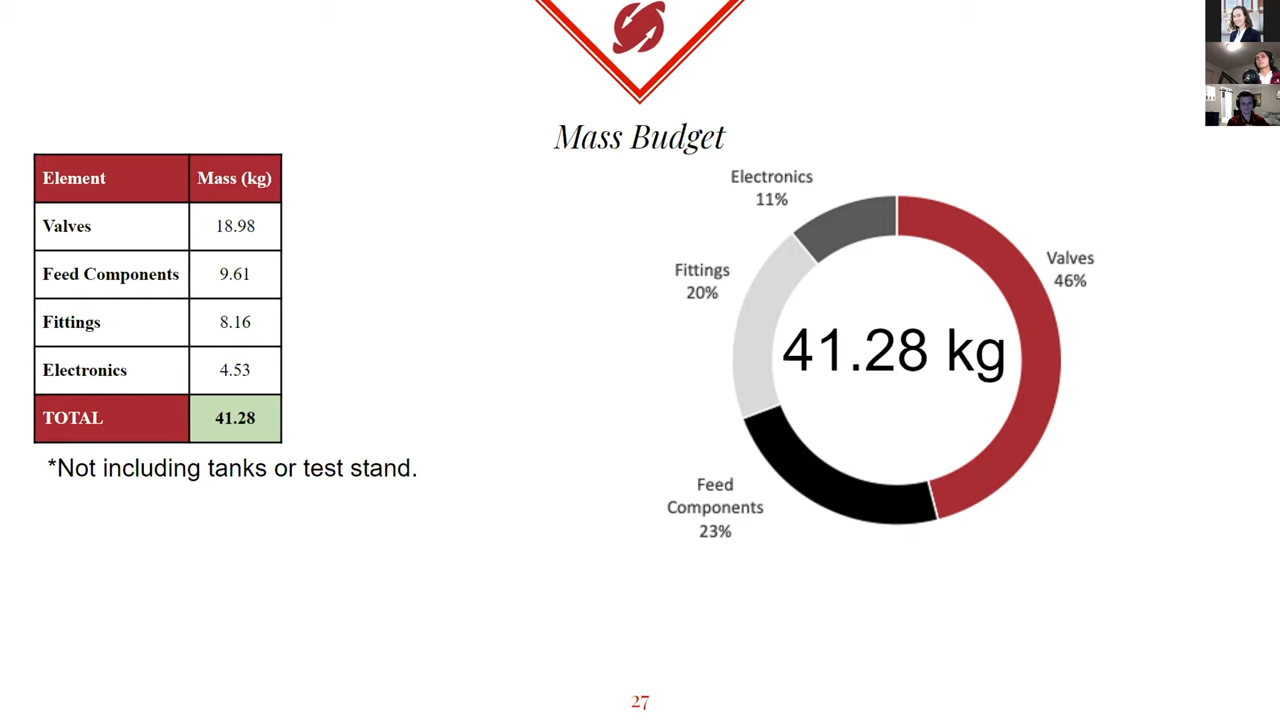 Mass Budget
Element Mass (kg)
Valves 18.98
Feed Components 9.61
Fittings 8.16
Electronics 4.53
TOTAL 41.28
*Not including tanks or test stand.
Electronics
11%
Valves
46%
Fittings
20%
41.28 kg
Feed
Components
23%
27